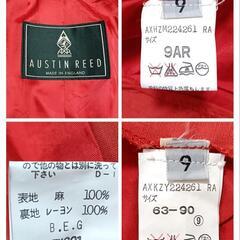 AUSTIN REED
MADE IN ENGLAND
9
AXHZM224261 RA
サイズ
9AR
ので他の物とは別に洗って
下さい D-1
表地 麻 100%
裏地 レーヨン 100%
B.E.G
9
AXKZY224261 RA
サイズ
63-90
9